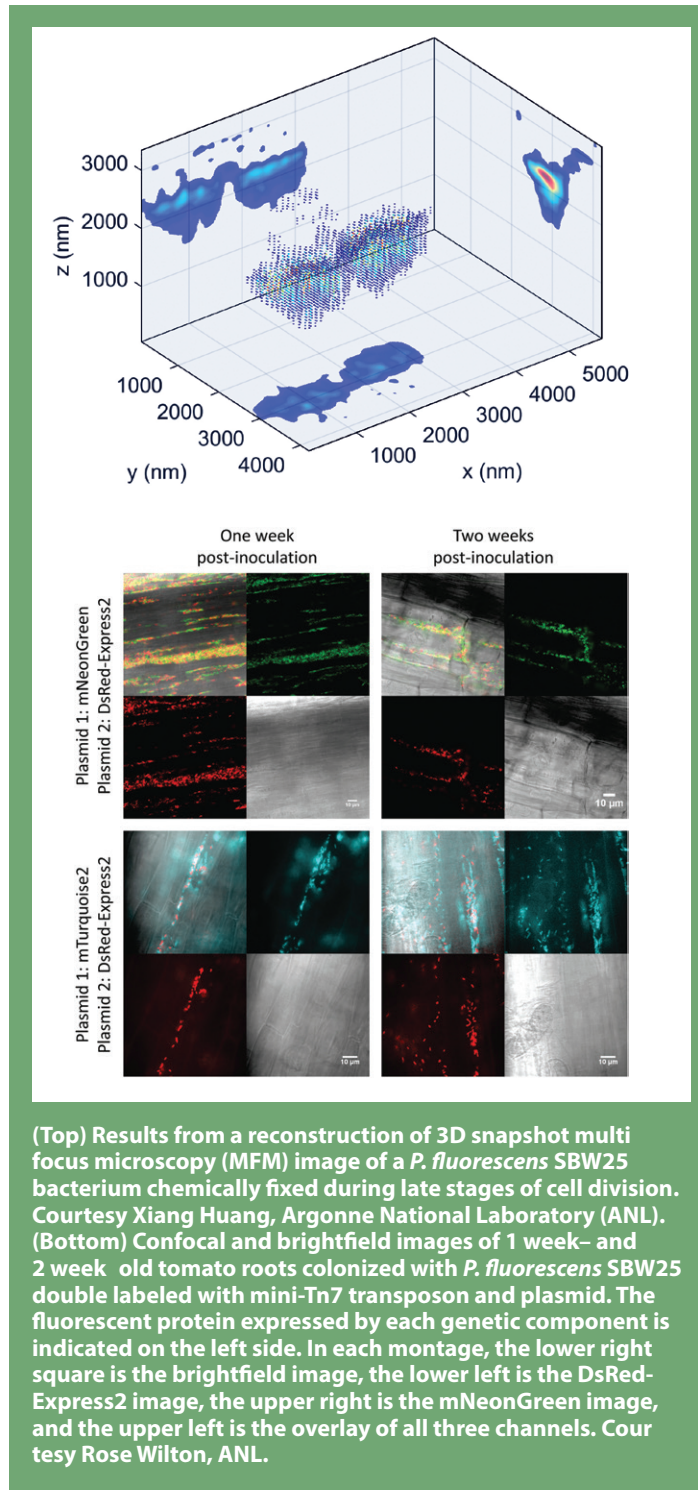 3000
2000
1000
z (nm)
1000
2000
3000
4000
y (nm)
1000
2000
3000
4000
5000
x (nm)
One week
post-inoculation
Two weeks
post-inoculation
Plasmid 1: mNeonGreen
Plasmid 2: DsRed-Express2
10 µm
10 µm
Plasmid 1: mTurquoise2
Plasmid 2: DsRed-Express2
10 µm
10 µm
(Top) Results from a reconstruction of 3D snapshot multi
focus microscopy (MFM) image of a P. fluorescens SBW25
bacterium chemically fixed during late stages of cell division.
Courtesy Xiang Huang, Argonne National Laboratory (ANL).
(Bottom) Confocal and brightfield images of 1 week– and
2 week old tomato roots colonized with P. fluorescens SBW25
double labeled with mini-Tn7 transposon and plasmid. The
fluorescent protein expressed by each genetic component is
indicated on the left side. In each montage, the lower right
square is the brightfield image, the lower left is the DsRed-
Express2 image, the upper right is the mNeonGreen image,
and the upper left is the overlay of all three channels. Cour
tesy Rose Wilton, ANL.